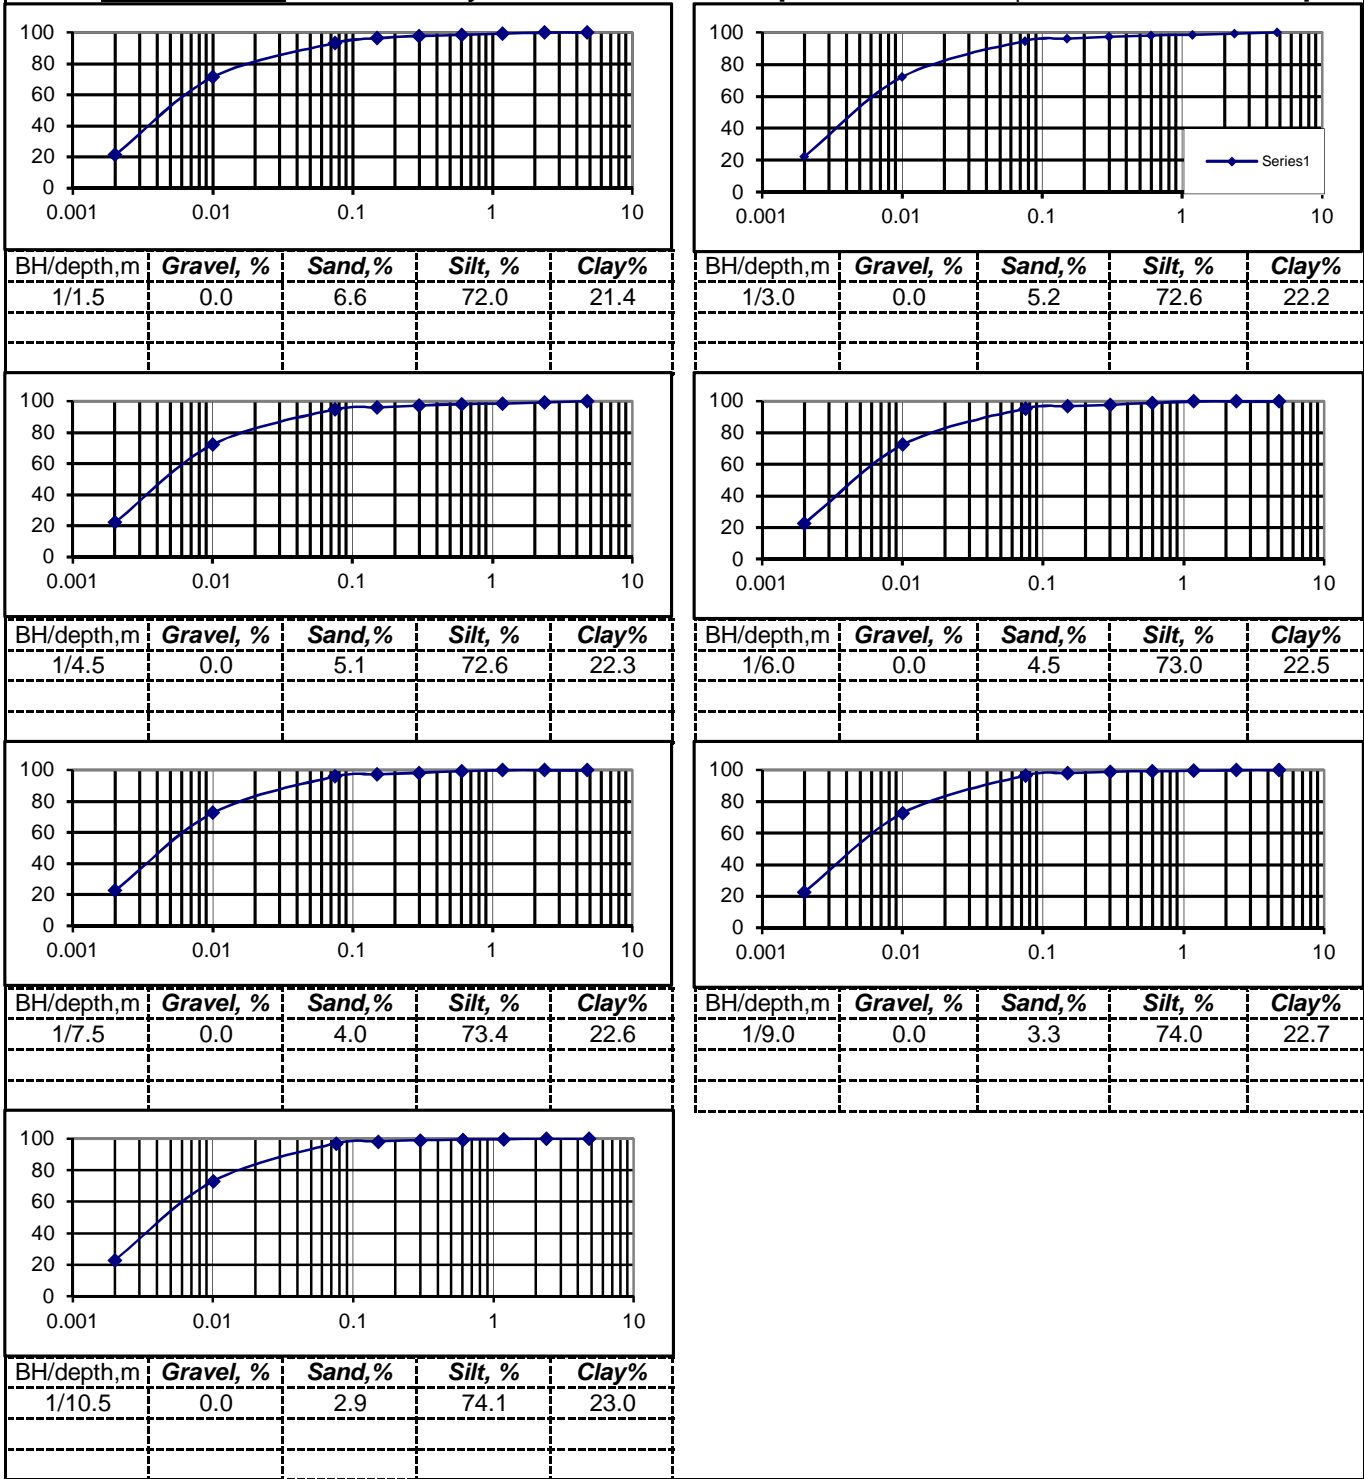 100
80
60
40
20
0
0.001 0.01 0.1 1 10
BH/depth,m Gravel, % Sand,% Silt, % Clay%
1/1.5 0.0 6.6 72.0 21.4
100
80
60
40
20
0
0.001 0.01 0.1 1 10
Series1
BH/depth,m Gravel, % Sand,% Silt, % Clay%
1/3.0 0.0 5.2 72.6 22.2
100
80
60
40
20
0
0.001 0.01 0.1 1 10
BH/depth,m Gravel, % Sand,% Silt, % Clay%
1/4.5 0.0 5.1 72.6 22.3
100
80
60
40
20
0
0.001 0.01 0.1 1 10
BH/depth,m Gravel, % Sand,% Silt, % Clay%
1/6.0 0.0 4.5 73.0 22.5
100
80
60
40
20
0
0.001 0.01 0.1 1 10
BH/depth,m Gravel, % Sand,% Silt, % Clay%
1/7.5 0.0 4.0 73.4 22.6
100
80
60
40
20
0
0.001 0.01 0.1 1 10
BH/depth,m Gravel, % Sand,% Silt, % Clay%
1/9.0 0.0 3.3 74.0 22.7
100
80
60
40
20
0
0.001 0.01 0.1 1 10
BH/depth,m Gravel, % Sand,% Silt, % Clay%
1/10.5 0.0 2.9 74.1 23.0